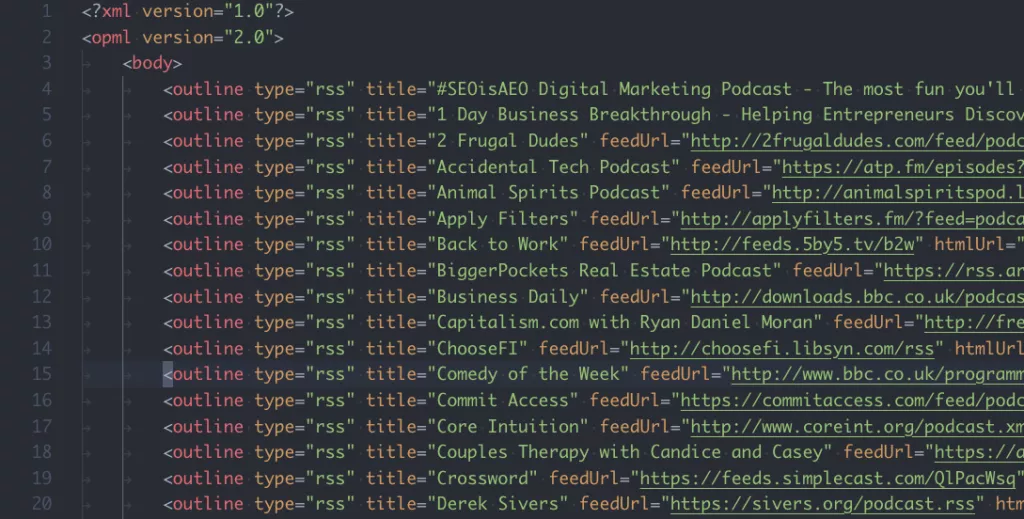 1 <?xml version="1.0"?>
2 <opml version="2.0">
3 <body>
4 <outline type="rss" title="#SEOisAEO Digital Marketing Podcast - The most fun you'll
5 <outline type="rss" title="1 Day Business Breakthrough - Helping Entrepreneurs Discov
6 <outline type="rss" title="2 Frugal Dudes" feedUrl="http://2frugaldudes.com/feed/podc
7 <outline type="rss" title="Accidental Tech Podcast" feedUrl="https://atp.fm/episodes?
8 <outline type="rss" title="Animal Spirits Podcast" feedUrl="http://animalspiritspod.l
9 <outline type="rss" title="Apply Filters" feedUrl="http://applyfilters.fm/?feed=podca
10 <outline type="rss" title="Back to Work" feedUrl="http://feeds.5by5.tv/b2w" htmlUrl="
11 <outline type="rss" title="BiggerPockets Real Estate Podcast" feedUrl="https://rss.ar
12 <outline type="rss" title="Business Daily" feedUrl="http://downloads.bbc.co.uk/podcas
13 <outline type="rss" title="Capitalism.com with Ryan Daniel Moran" feedUrl="http://fre
14 <outline type="rss" title="ChooseFI" feedUrl="http://choosefi.libsyn.com/rss" htmlUrl
15 <outline type="rss" title="Comedy of the Week" feedUrl="http://www.bbc.co.uk/programm
16 <outline type="rss" title="Commit Access" feedUrl="https://commitaccess.com/feed/podc
17 <outline type="rss" title="Core Intuition" feedUrl="http://www.coreint.org/podcast.xm
18 <outline type="rss" title="Couples Therapy with Candice and Casey" feedUrl="https://a
19 <outline type="rss" title="Crossword" feedUrl="https://feeds.simplecast.com/QlPacWsq"
20 <outline type="rss" title="Derek Sivers" feedUrl="https://sivers.org/podcast.rss" htm